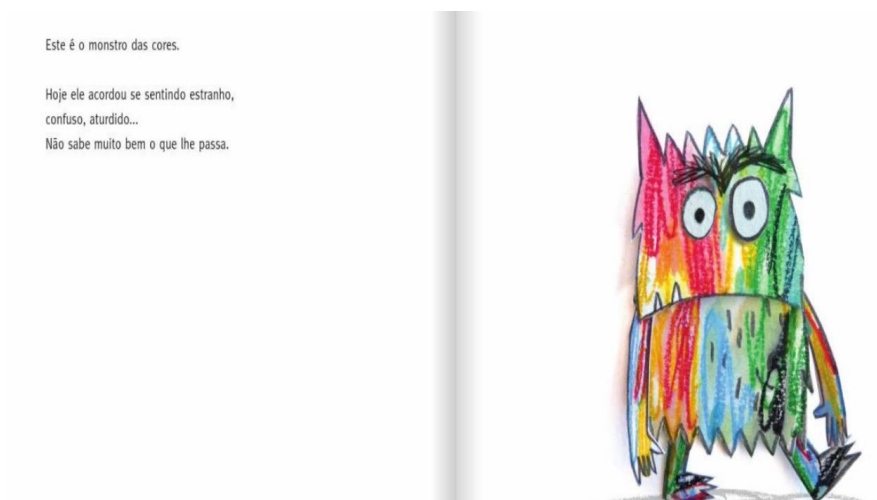 Este é o monstro das cores.
Hoje ele acordou se sentindo estranho,
confuso, aturdido...
Não sabe muito bem o que lhe passa.